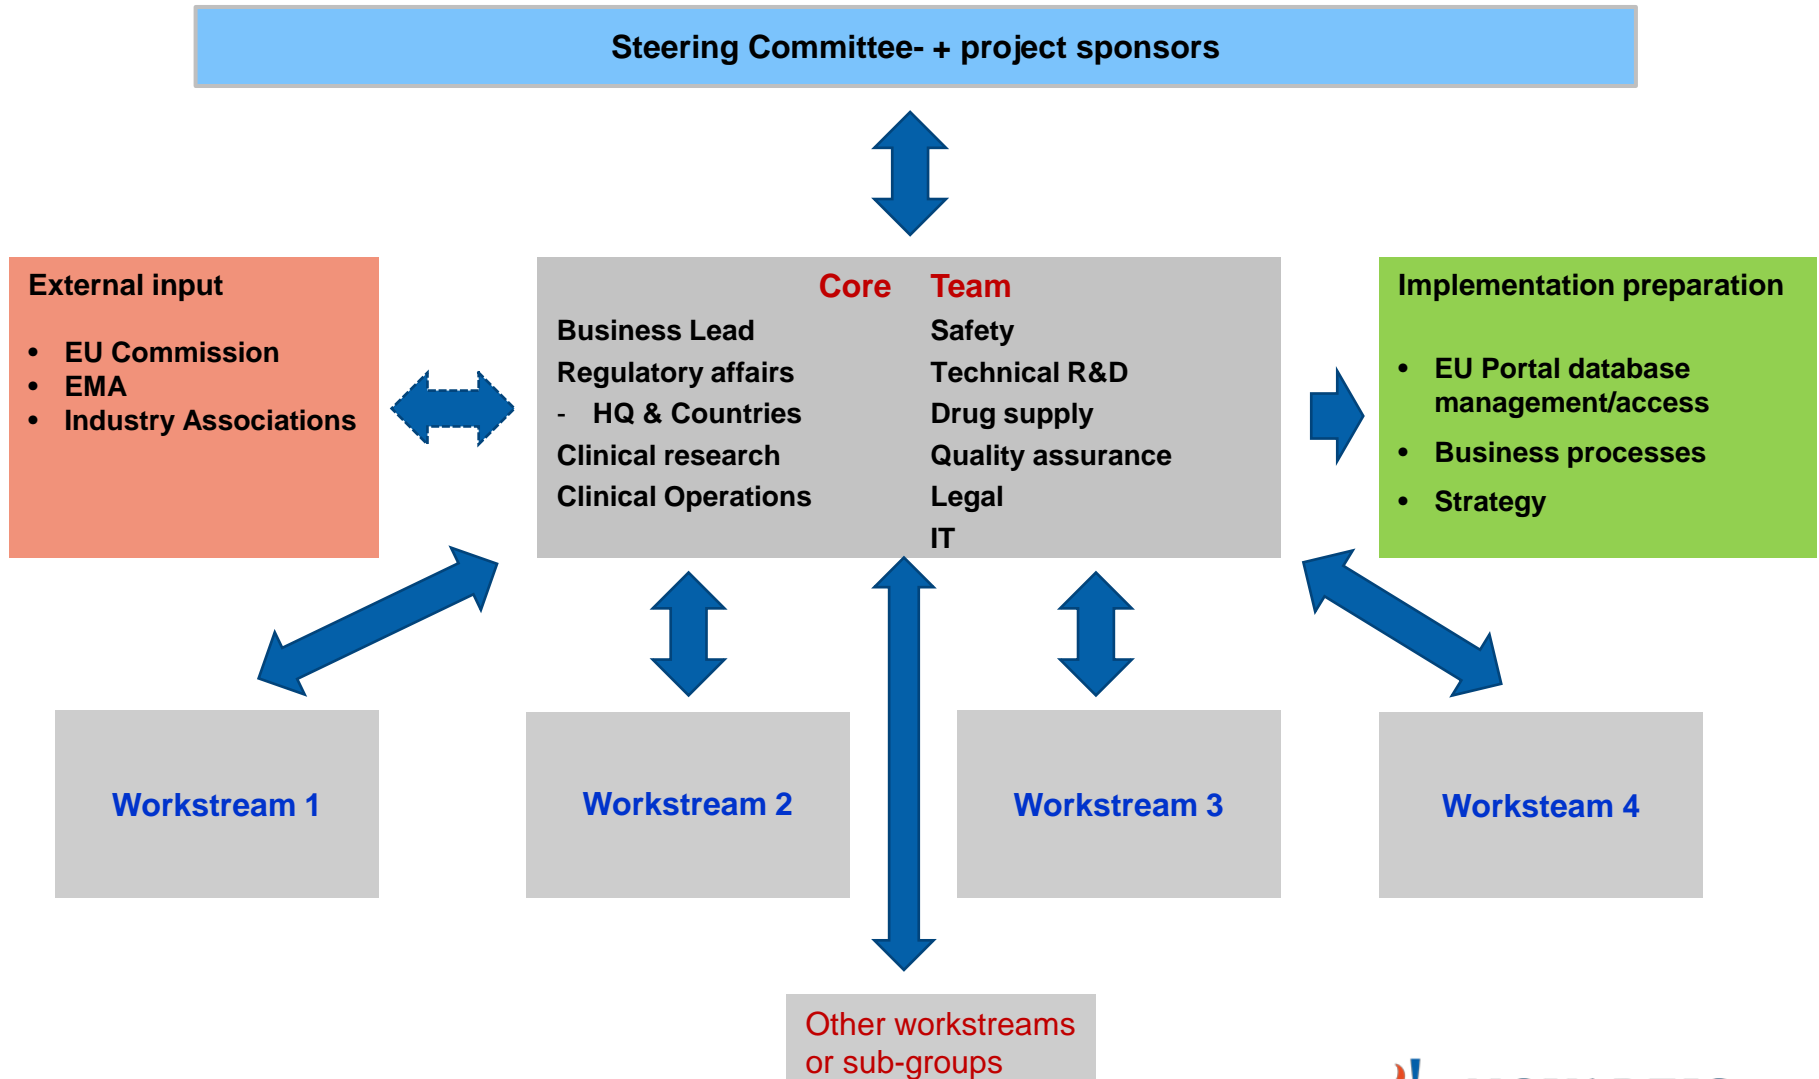 Steering Committee- + project sponsors
External input
• EU Commission
• EMA
• Industry Associations
Core Team
Business Lead
Regulatory affairs
- HQ & Countries
Clinical research
Clinical Operations
Safety
Technical R&D
Drug supply
Quality assurance
Legal
IT
Implementation preparation
• EU Portal database
management/access
• Business processes
• Strategy
Workstream 1
Workstream 2
Workstream 3
Worksteam 4
Other workstreams
or sub-groups